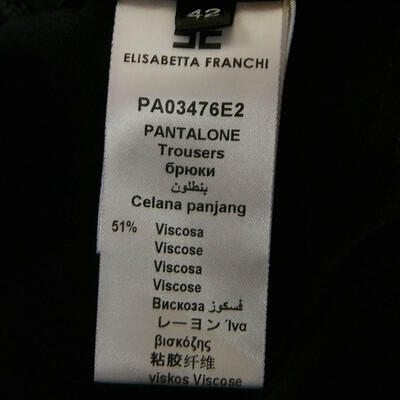 42
ELISABETTA FRANCHI
PA03476E2
PANTALONE
Trousers
брюки
بنطلون
Celana panjang
51% Viscosa
Viscose
Viscosa
Viscose
Вискоза فسكوز
レーヨン Ίνα
βισκόζης
粘胶纤维
viskos Viscose